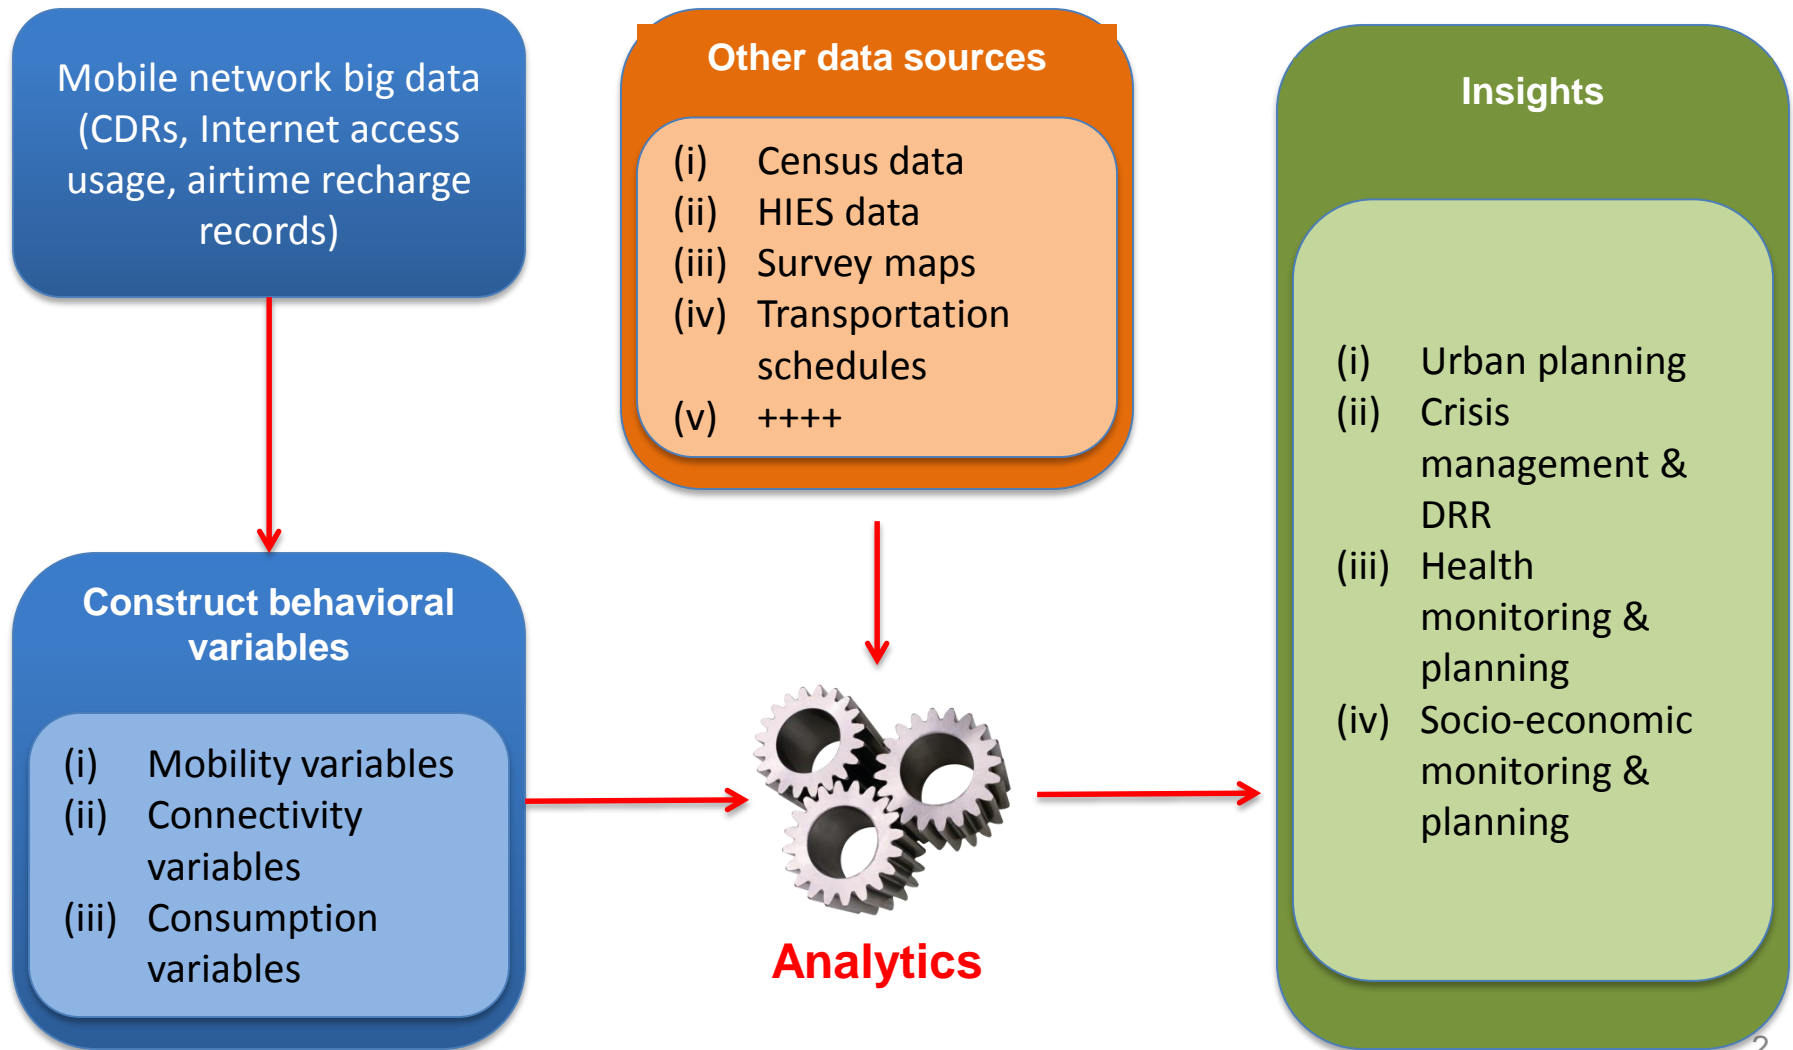 Mobile network big data
(CDRs, Internet access
usage, airtime recharge
records)
Construct behavioral
variables
(i) Mobility variables
(ii) Connectivity
variables
(iii) Consumption
variables
Other data sources
(i) Census data
(ii) HIES data
(iii) Survey maps
(iv) Transportation
schedules
(v) ++++
Analytics
Insights
(i) Urban planning
(ii) Crisis
management &
DRR
(iii) Health
monitoring &
planning
(iv) Socio-economic
monitoring &
planning
2